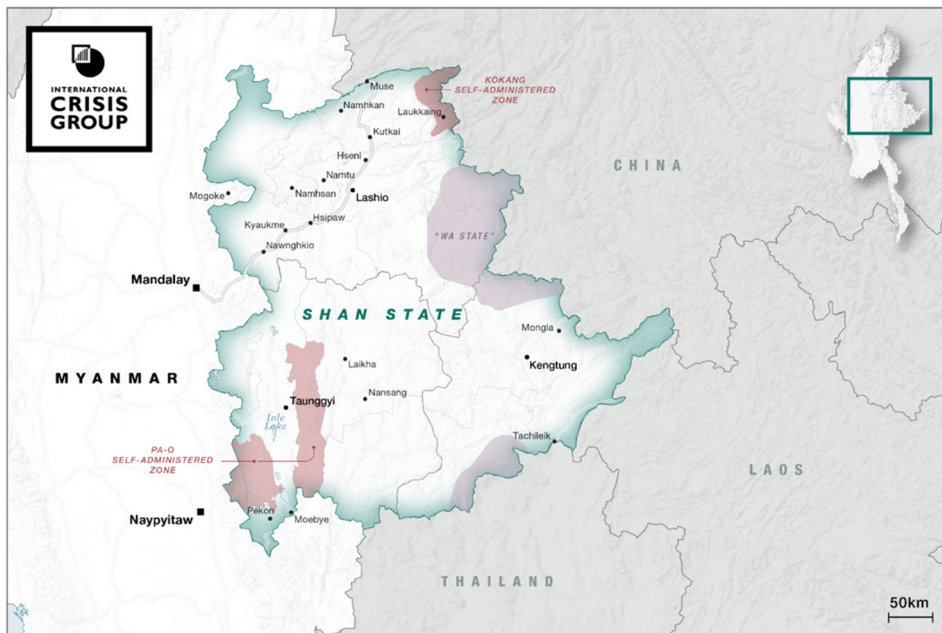 INTERNATIONAL
CRISIS
GROUP
KOKANG
SELF-ADMINISTERED
ZONE
Muse
Namhkan
Laukkaing
Kutkai
CHINA
Hseni
Namtu
Mogoke
Namhsan
Lashio
Hsipaw
Kyaukme
"WA STATE"
Nawnghkio
Mandalay
SHAN STATE
Mongla
Laikha
Kengtung
MYANMAR
Nansang
Taunggyi
Inle
Lake
Tachileik
PA-O
SELF-ADMINISTERED
ZONE
LAOS
Pekon
Moebye
Naypyitaw
THAILAND
50km